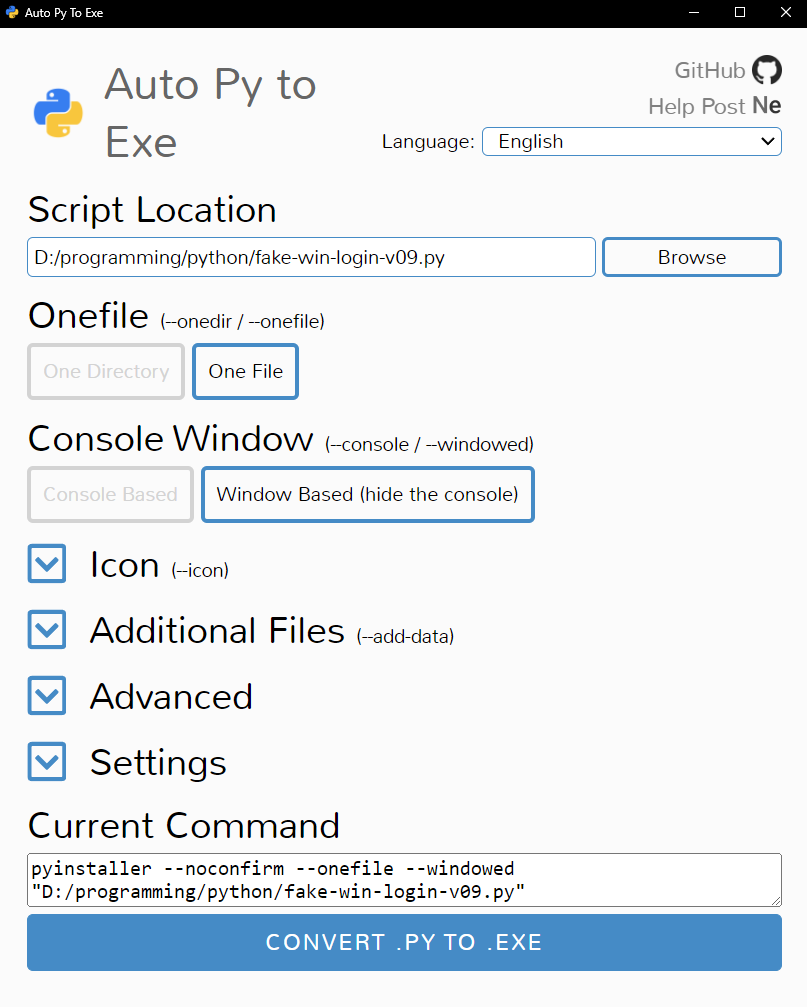 Auto Py To Exe
Auto Py to
Exe
GitHub
Help Post Ne
Language: English
Script Location
D:/programming/python/fake-win-login-v09.py Browse
Onefile (--onedir / --onefile)
One Directory One File
Console Window (--console / --windowed)
Console Based Window Based (hide the console)
Icon (--icon)
Additional Files (--add-data)
Advanced
Settings
Current Command
pyinstaller --noconfirm --onefile --windowed
"D:/programming/python/fake-win-login-v09.py"
CONVERT .PY TO .EXE